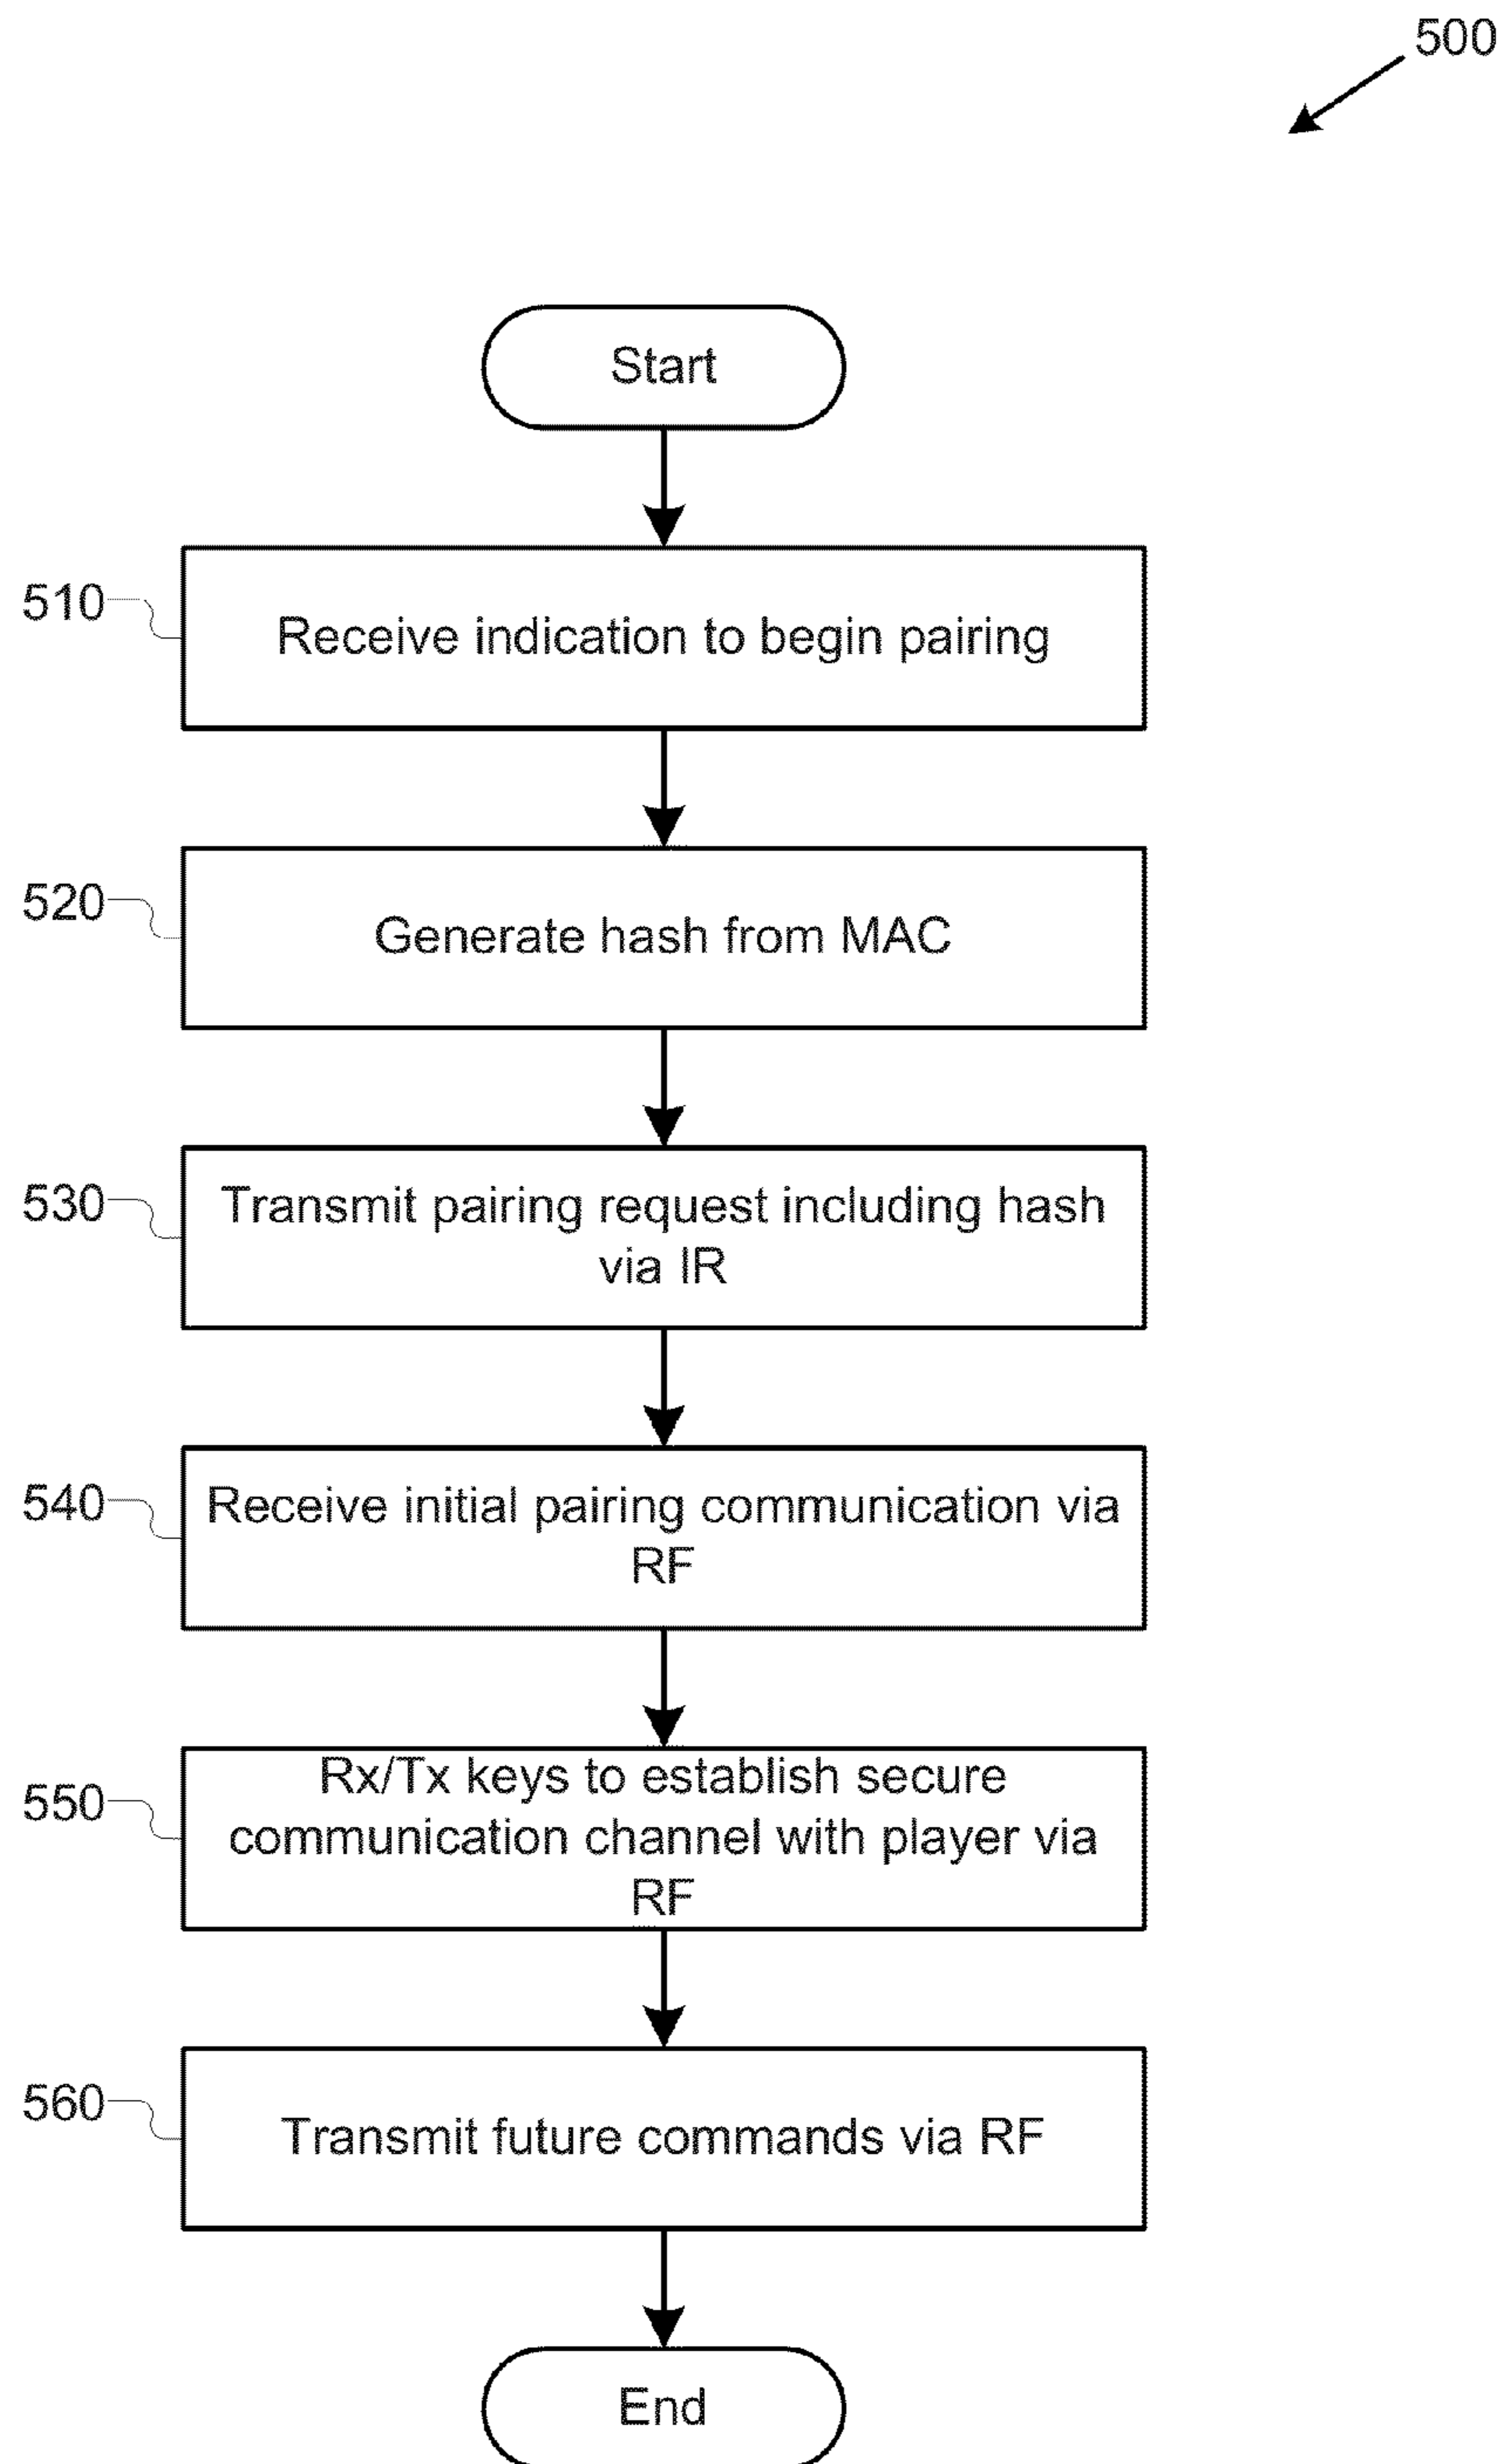 500
Start
510
Receive indication to begin pairing
520
Generate hash from MAC
530
Transmit pairing request including hash
via IR
540
Receive initial pairing communication via
RF
550
Rx/Tx keys to establish secure
communication channel with player via
RF
560
Transmit future commands via RF
End